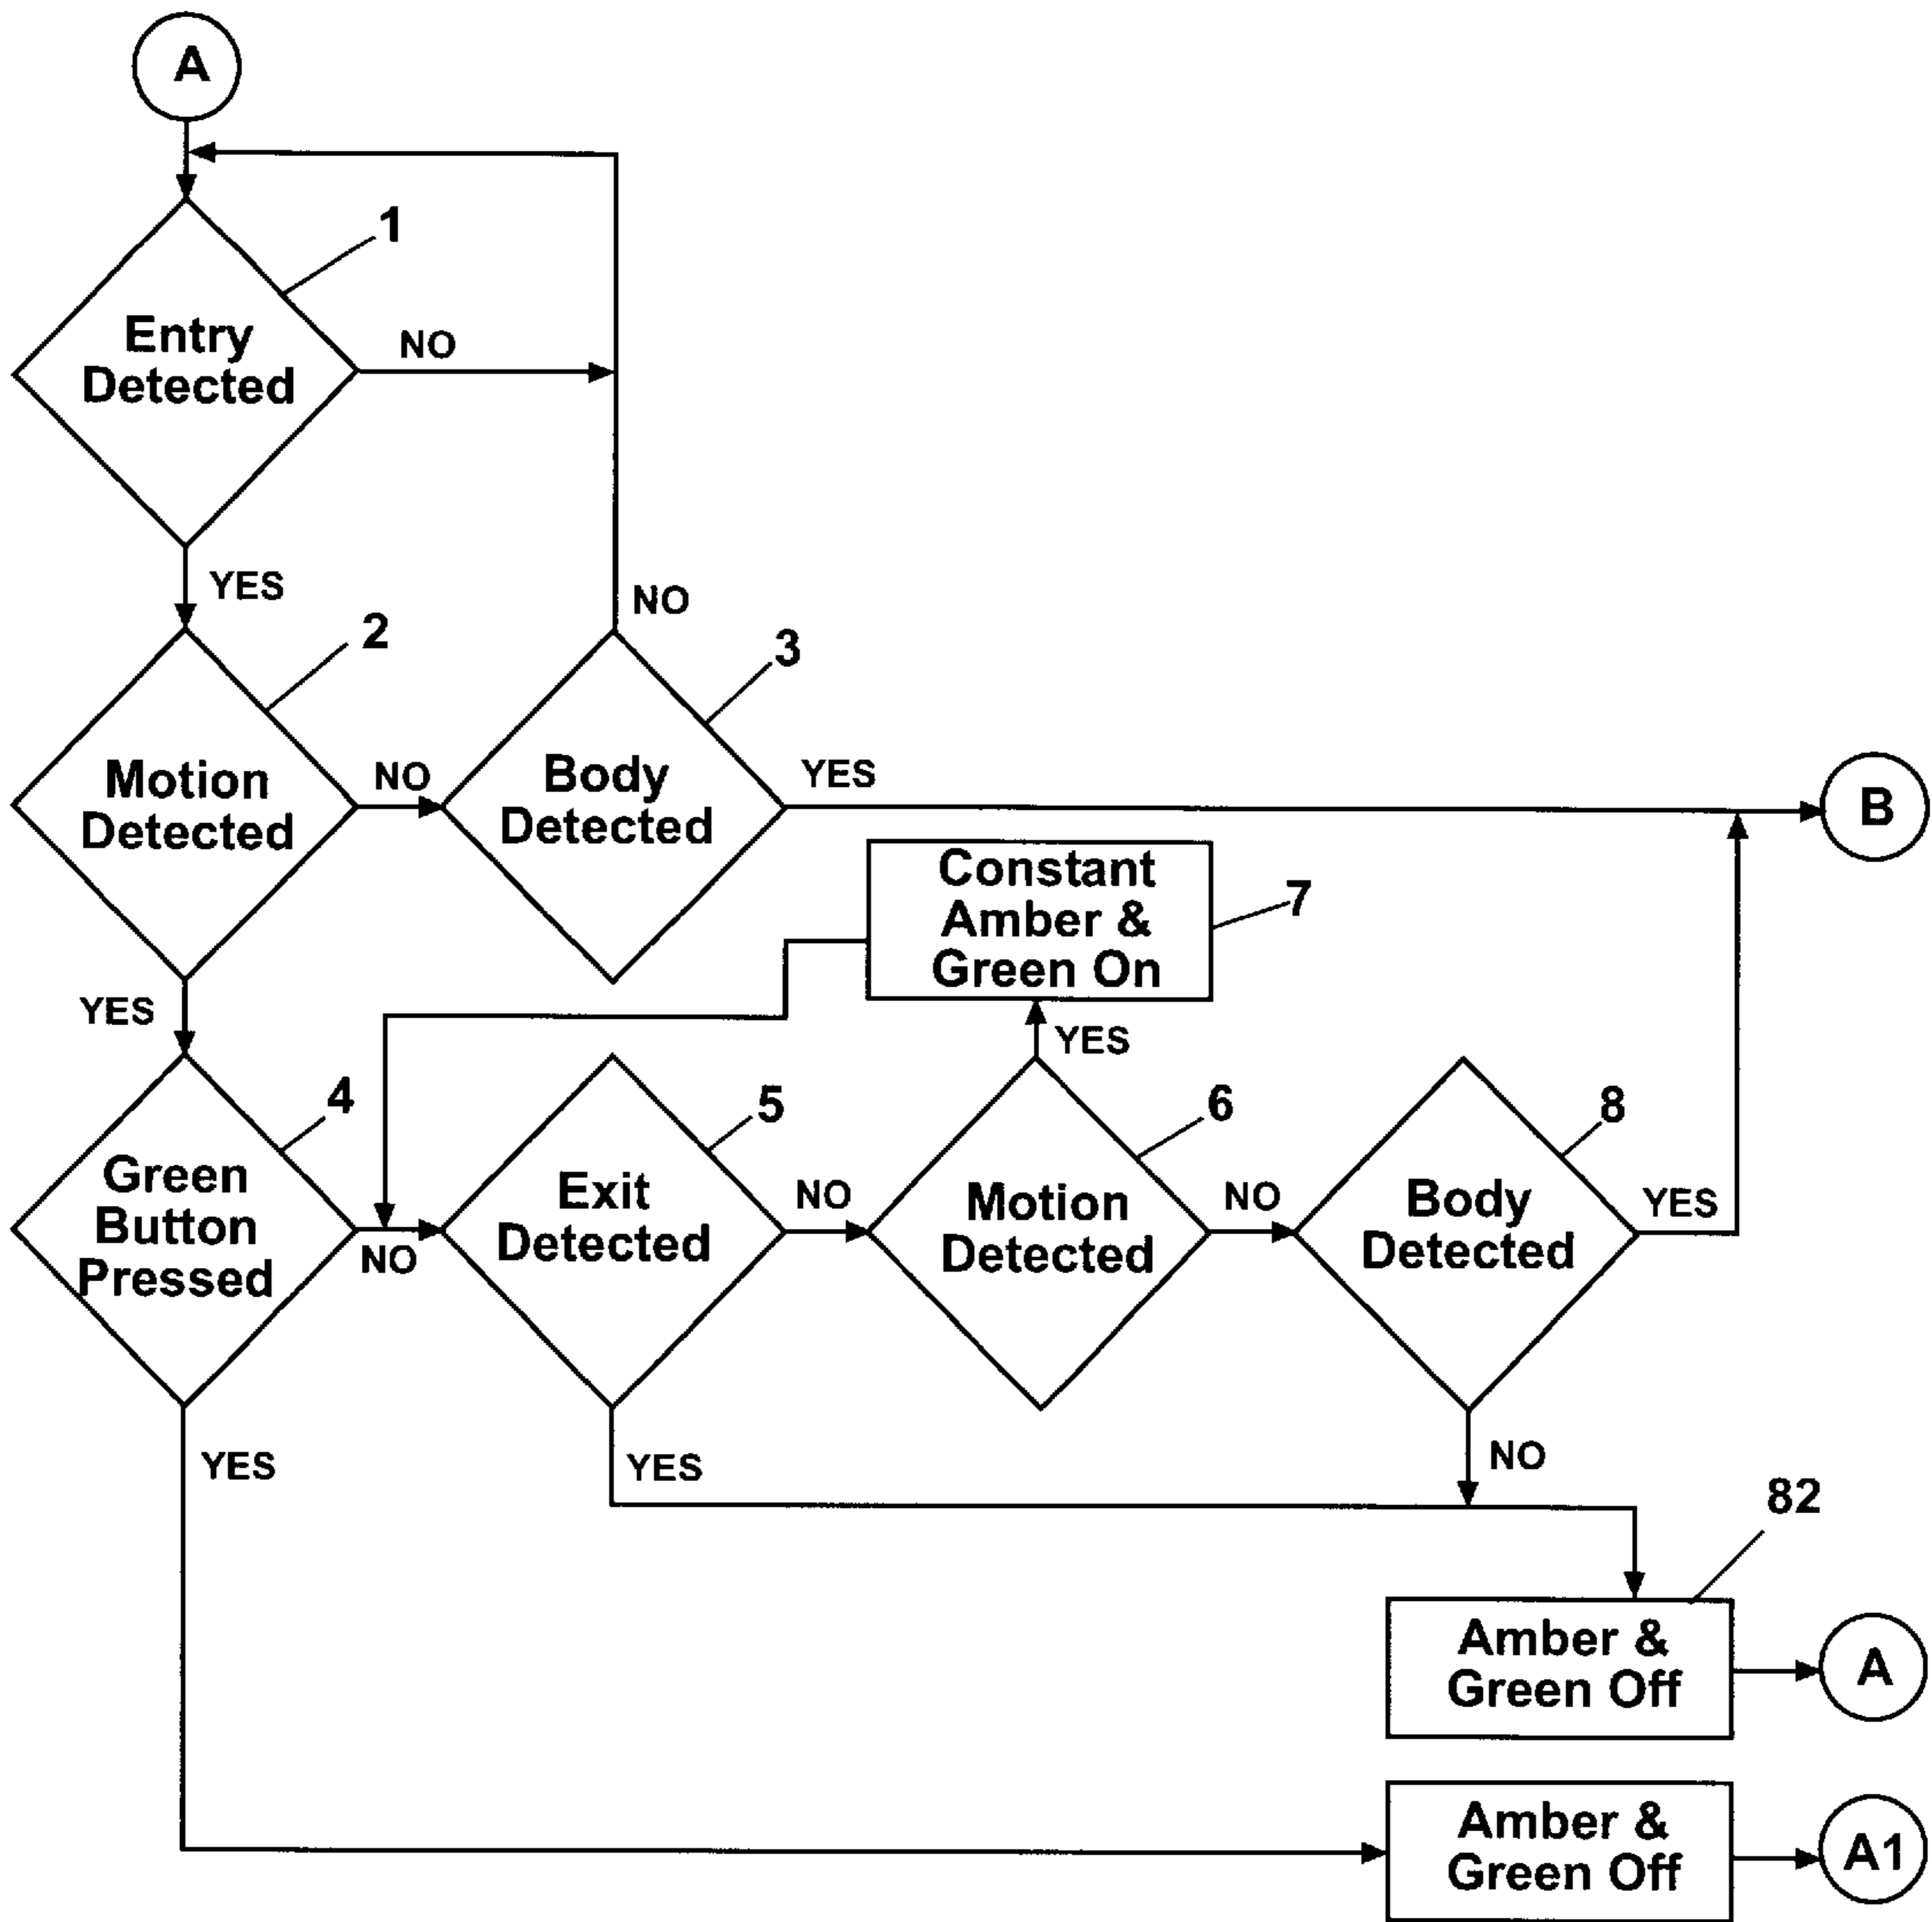 A
1
Entry
Detected
NO
YES
NO
2
3
Motion
Detected
NO
Body
Detected
YES
B
Constant
Amber &
Green On
7
YES
YES
4
5
6
8
Green
Button
Pressed
NO
Exit
Detected
NO
Motion
Detected
NO
Body
Detected
YES
YES
YES
NO
82
Amber &
Green Off
A
Amber &
Green Off
A1